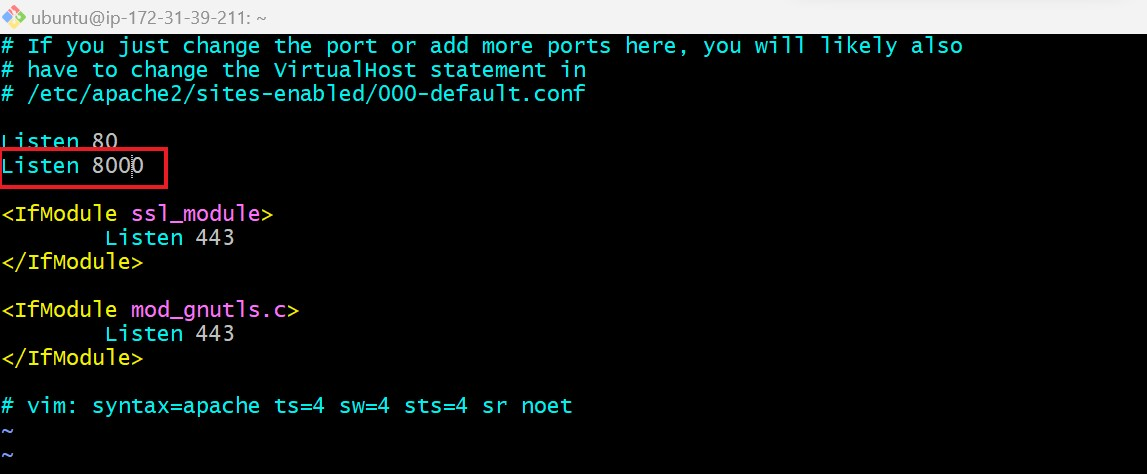 ubuntu@ip-172-31-39-211: ~
# If you just change the port or add more ports here, you will likely also
# have to change the VirtualHost statement in
# /etc/apache2/sites-enabled/000-default.conf
Listen 80
Listen 8000
<IfModule ssl_module>
        Listen 443
</IfModule>
<IfModule mod_gnutls.c>
        Listen 443
</IfModule>
# vim: syntax=apache ts=4 sw=4 sts=4 sr noet
~
~